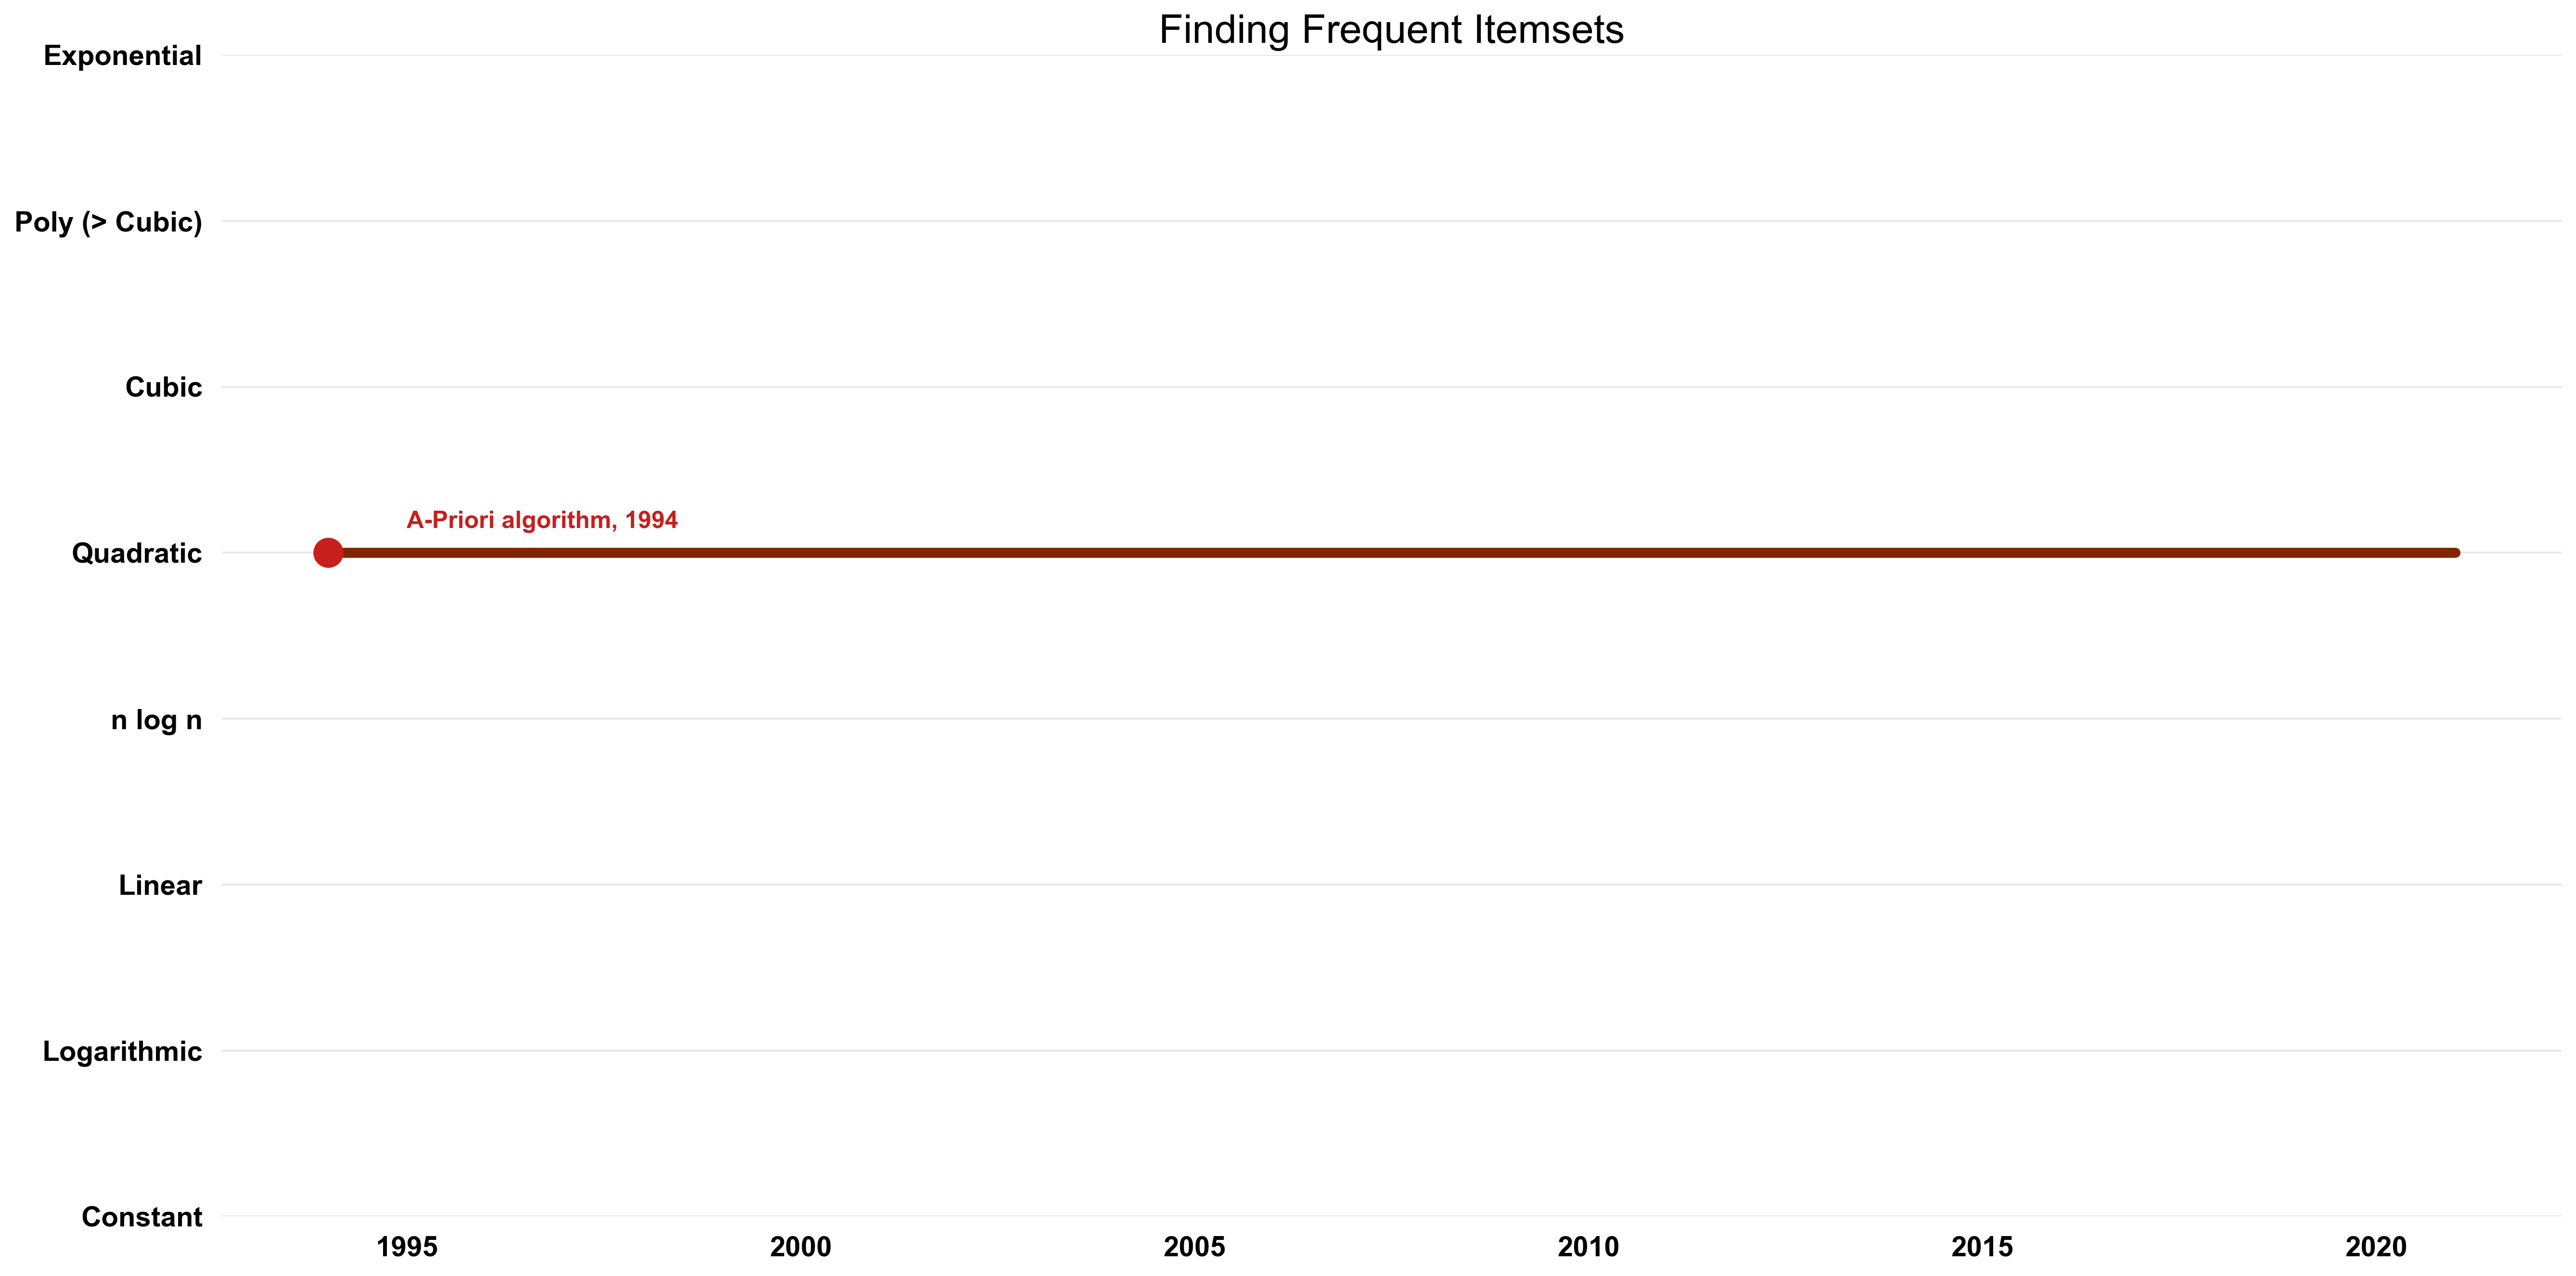 Finding Frequent Itemsets
Exponential
Poly (> Cubic)
Cubic
A-Priori algorithm, 1994
Quadratic
n log n
Linear
Logarithmic
Constant
1995 2000 2005 2010 2015 2020